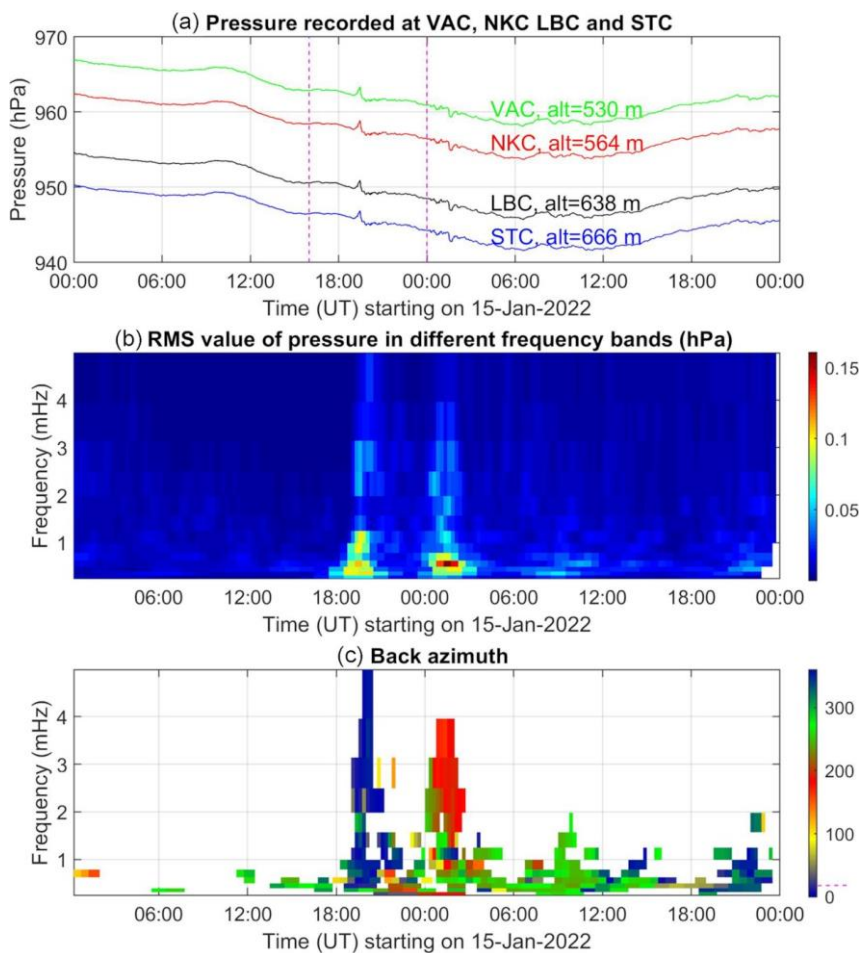 (a) Pressure recorded at VAC, NKC LBC and STC
970
960
950
940
Pressure (hPa)
VAC, alt=530 m
NKC, alt=564 m
LBC, alt=638 m
STC, alt=666 m
00:00 06:00 12:00 18:00 00:00 06:00 12:00 18:00 00:00
Time (UT) starting on 15-Jan-2022
(b) RMS value of pressure in different frequency bands (hPa)
4
3
2
1
Frequency (mHz)
0.15
0.1
0.05
06:00 12:00 18:00 00:00 06:00 12:00 18:00 00:00
Time (UT) starting on 15-Jan-2022
(c) Back azimuth
4
3
2
1
Frequency (mHz)
300
200
100
0
06:00 12:00 18:00 00:00 06:00 12:00 18:00 00:00
Time (UT) starting on 15-Jan-2022